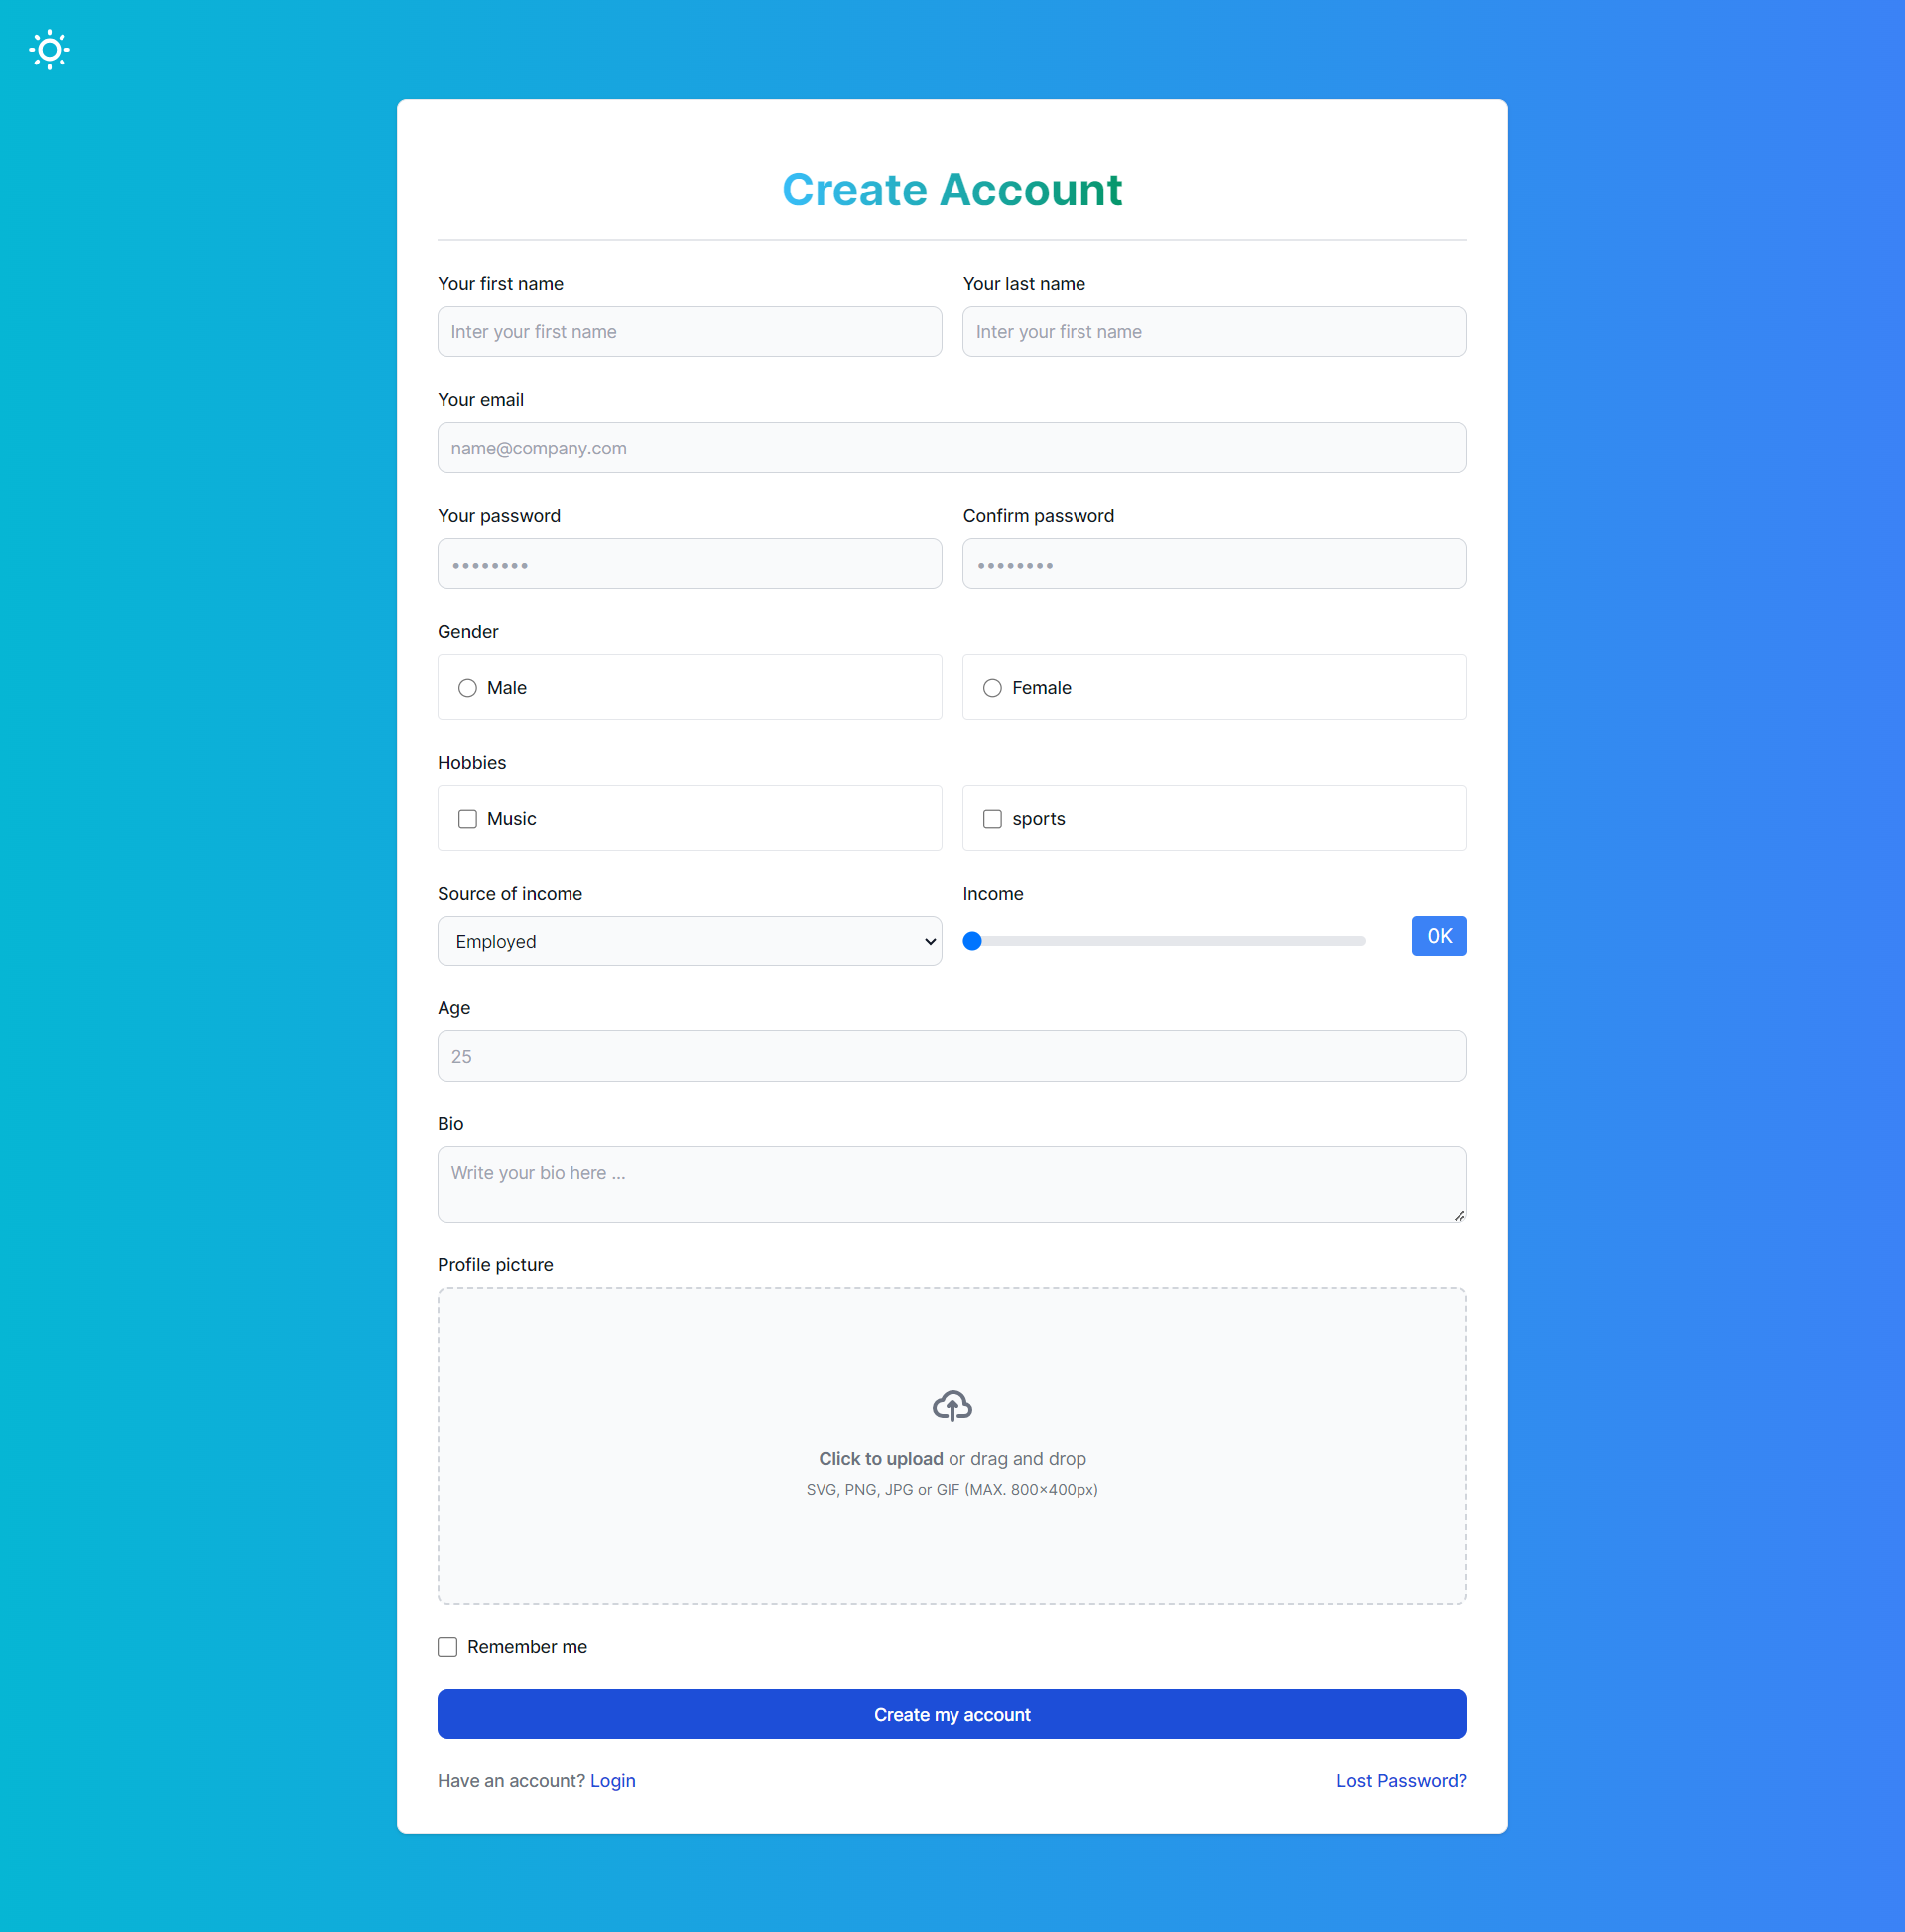 Create Account
Your first name
Your last name
Inter your first name
Inter your first name
Your email
name@company.com
Your password
Confirm password
••••••••
••••••••
Gender
Male
Female
Hobbies
Music
sports
Source of income
Income
Employed
0K
Age
25
Bio
Write your bio here ...
Profile picture
Click to upload or drag and drop
SVG, PNG, JPG or GIF (MAX. 800×400px)
Remember me
Create my account
Have an account? Login
Lost Password?